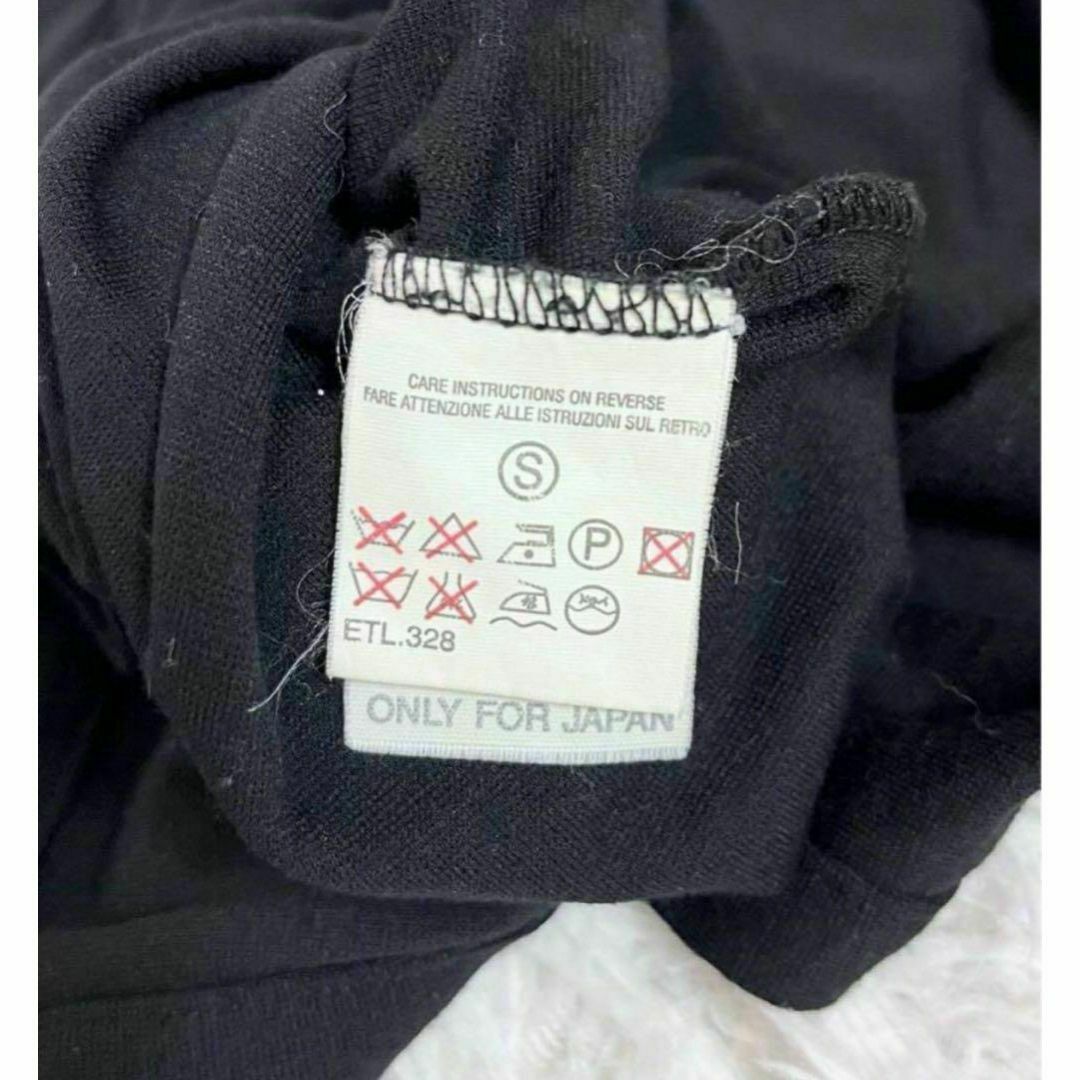 CARE INSTRUCTIONS ON REVERSE
FARE ATTENZIONE ALLE ISTRUZIONI SUL RETRO
S
P
ETL.328
ONLY FOR JAPAN